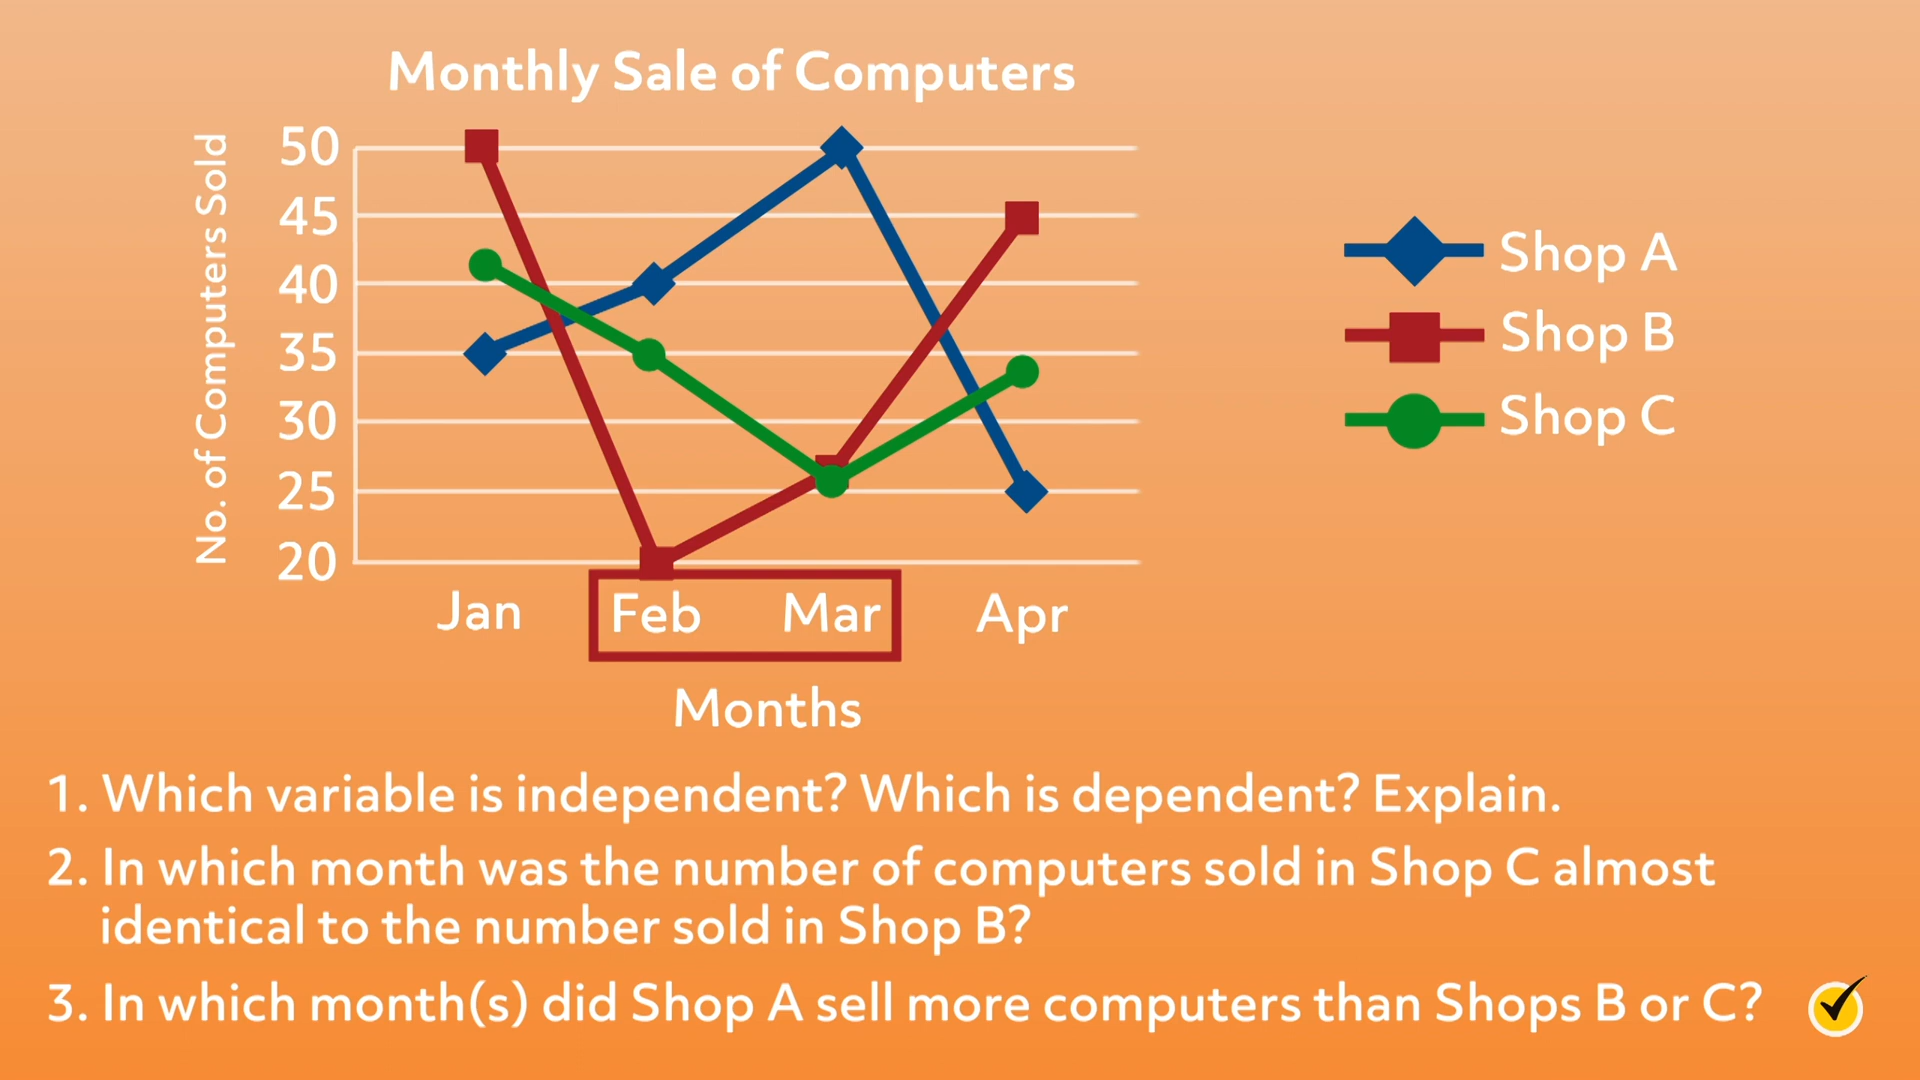 Monthly Sale of Computers
No. of Computers Sold
50
45
40
35
30
25
20
Jan Feb Mar Apr
Months
Shop A
Shop B
Shop C
1. Which variable is independent? Which is dependent? Explain.
2. In which month was the number of computers sold in Shop C almost
identical to the number sold in Shop B?
3. In which month(s) did Shop A sell more computers than Shops B or C?